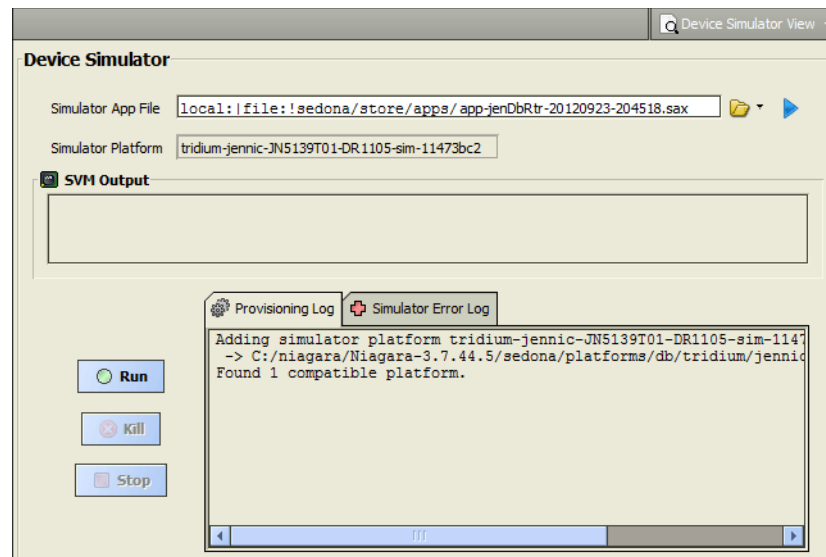 Device Simulator View
Device Simulator
Simulator App File local:|file:!sedona/store/apps/app-jenDbRtr-20120923-204518.sax
Simulator Platform tridium-jennic-JN5139T01-DR1105-sim-11473bc2
SVM Output
Provisioning Log Simulator Error Log
Adding simulator platform tridium-jennic-JN5139T01-DR1105-sim-1147
-> C:/niagara/Niagara-3.7.44.5/sedona/platforms/db/tridium/jennic
Found 1 compatible platform.
Run
Kill
Stop